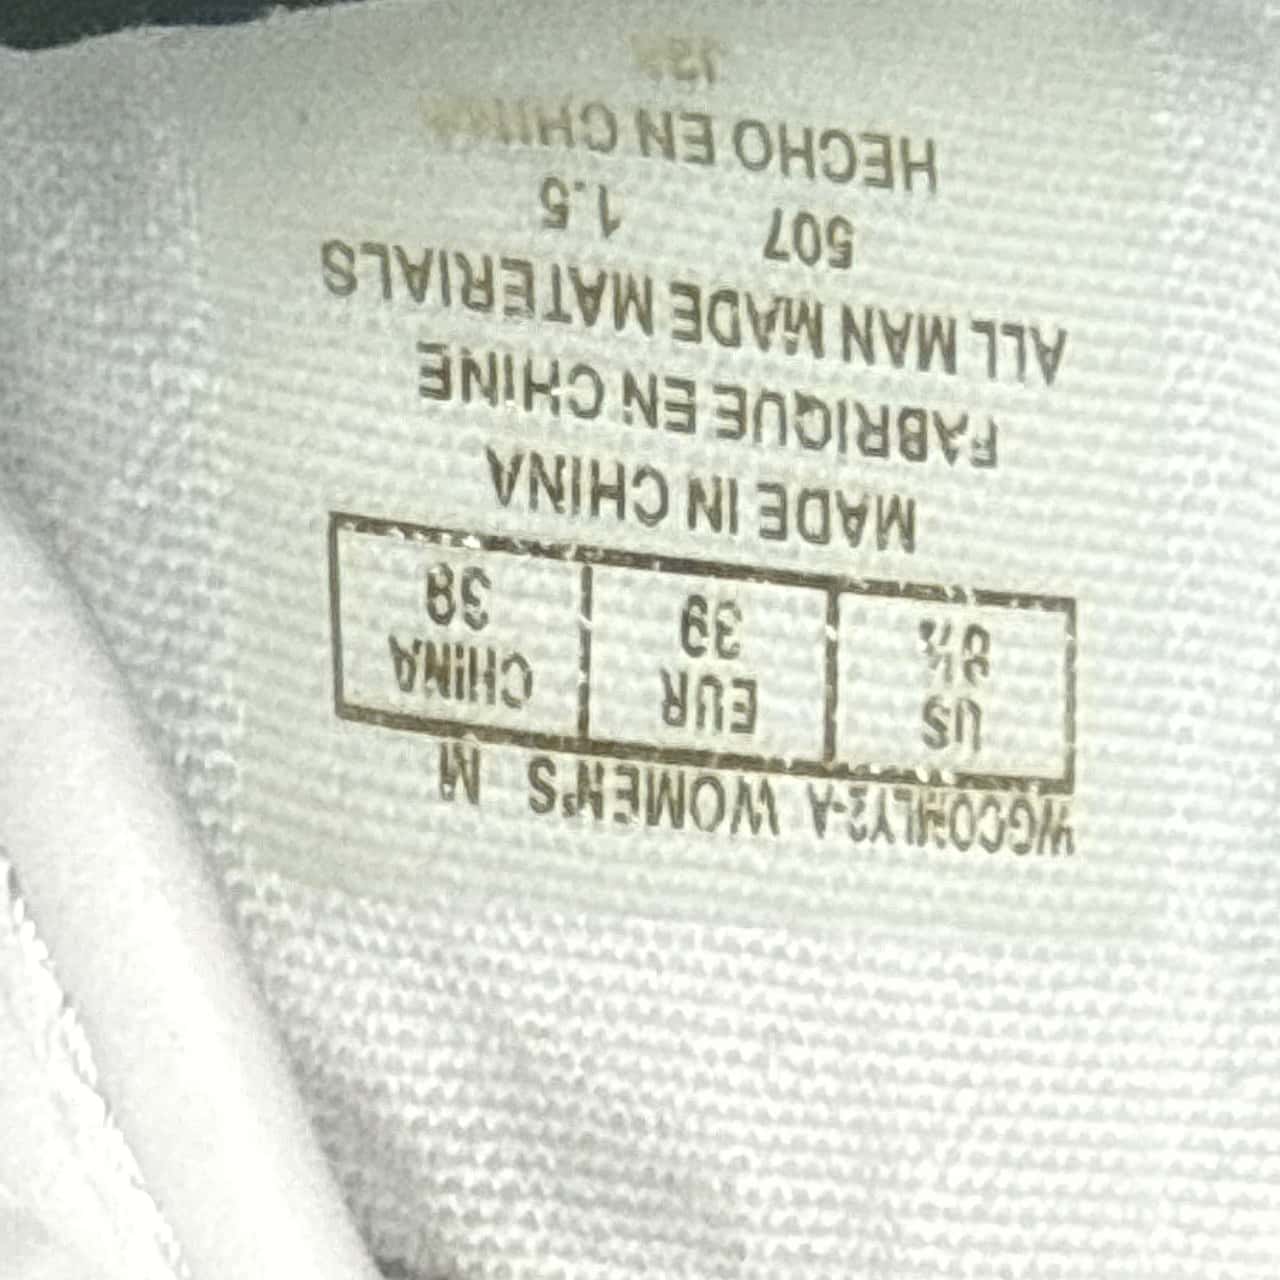 WGCOMLY2-A WOMEN'S M
US EUR CHINA
8½ 39 39
MADE IN CHINA
FABRIQUE EN CHINE
ALL MAN MADE MATERIALS
507 1.5
HECHO EN CHINA